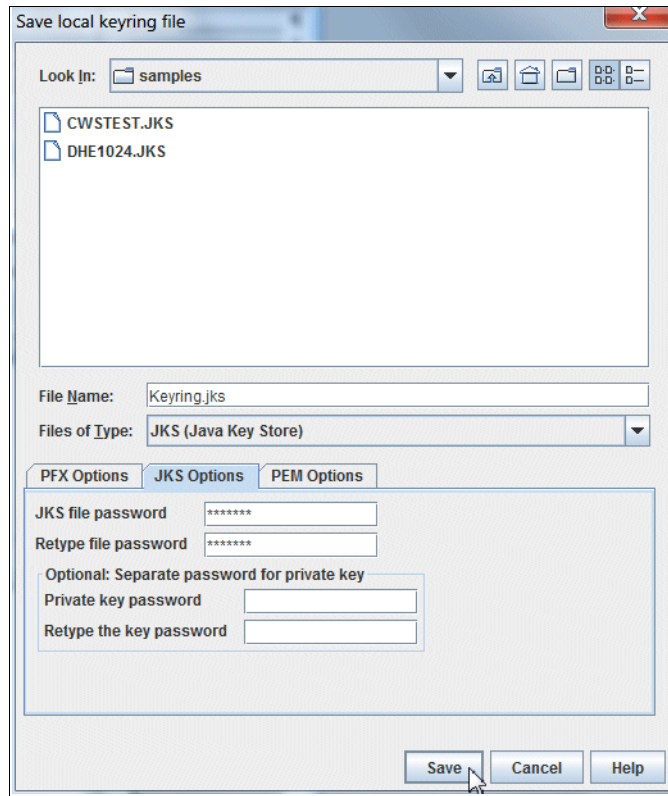 Save local keyring file
Look In: samples
CWSTEST.JKS
DHE1024.JKS
File Name: Keyring.jks
Files of Type: JKS (Java Key Store)
PFX Options JKS Options PEM Options
JKS file password *******
Retype file password *******
Optional: Separate password for private key
Private key password
Retype the key password
Save Cancel Help